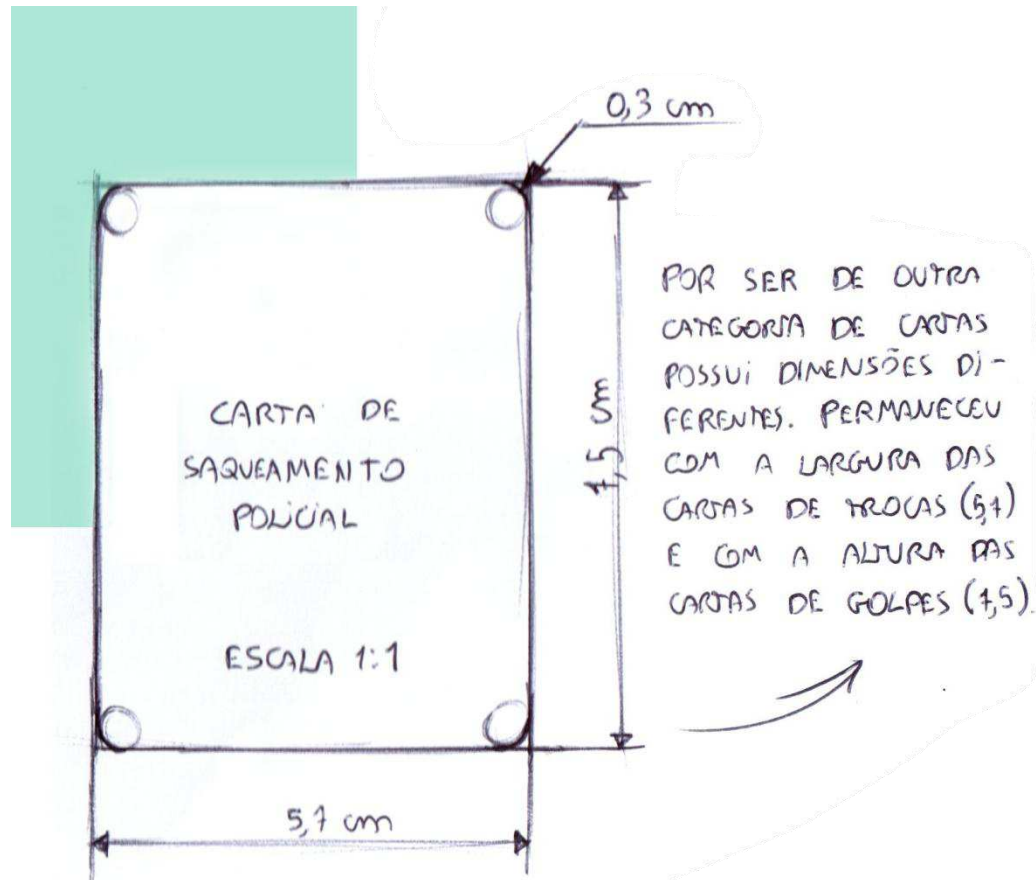 0,3 cm
POR SER DE OUTRA
CATEGORIA DE CARTAS
POSSUI DIMENSÕES DI-
FERENTES. PERMANECEU
COM A LARGURA DAS
CARTAS DE TROCAS (5,7)
E COM A ALTURA DAS
CARTAS DE GOLPES (7,5).
7,5 cm
CARTA DE
SAQUEAMENTO
POLICIAL
ESCALA 1:1
5,7 cm